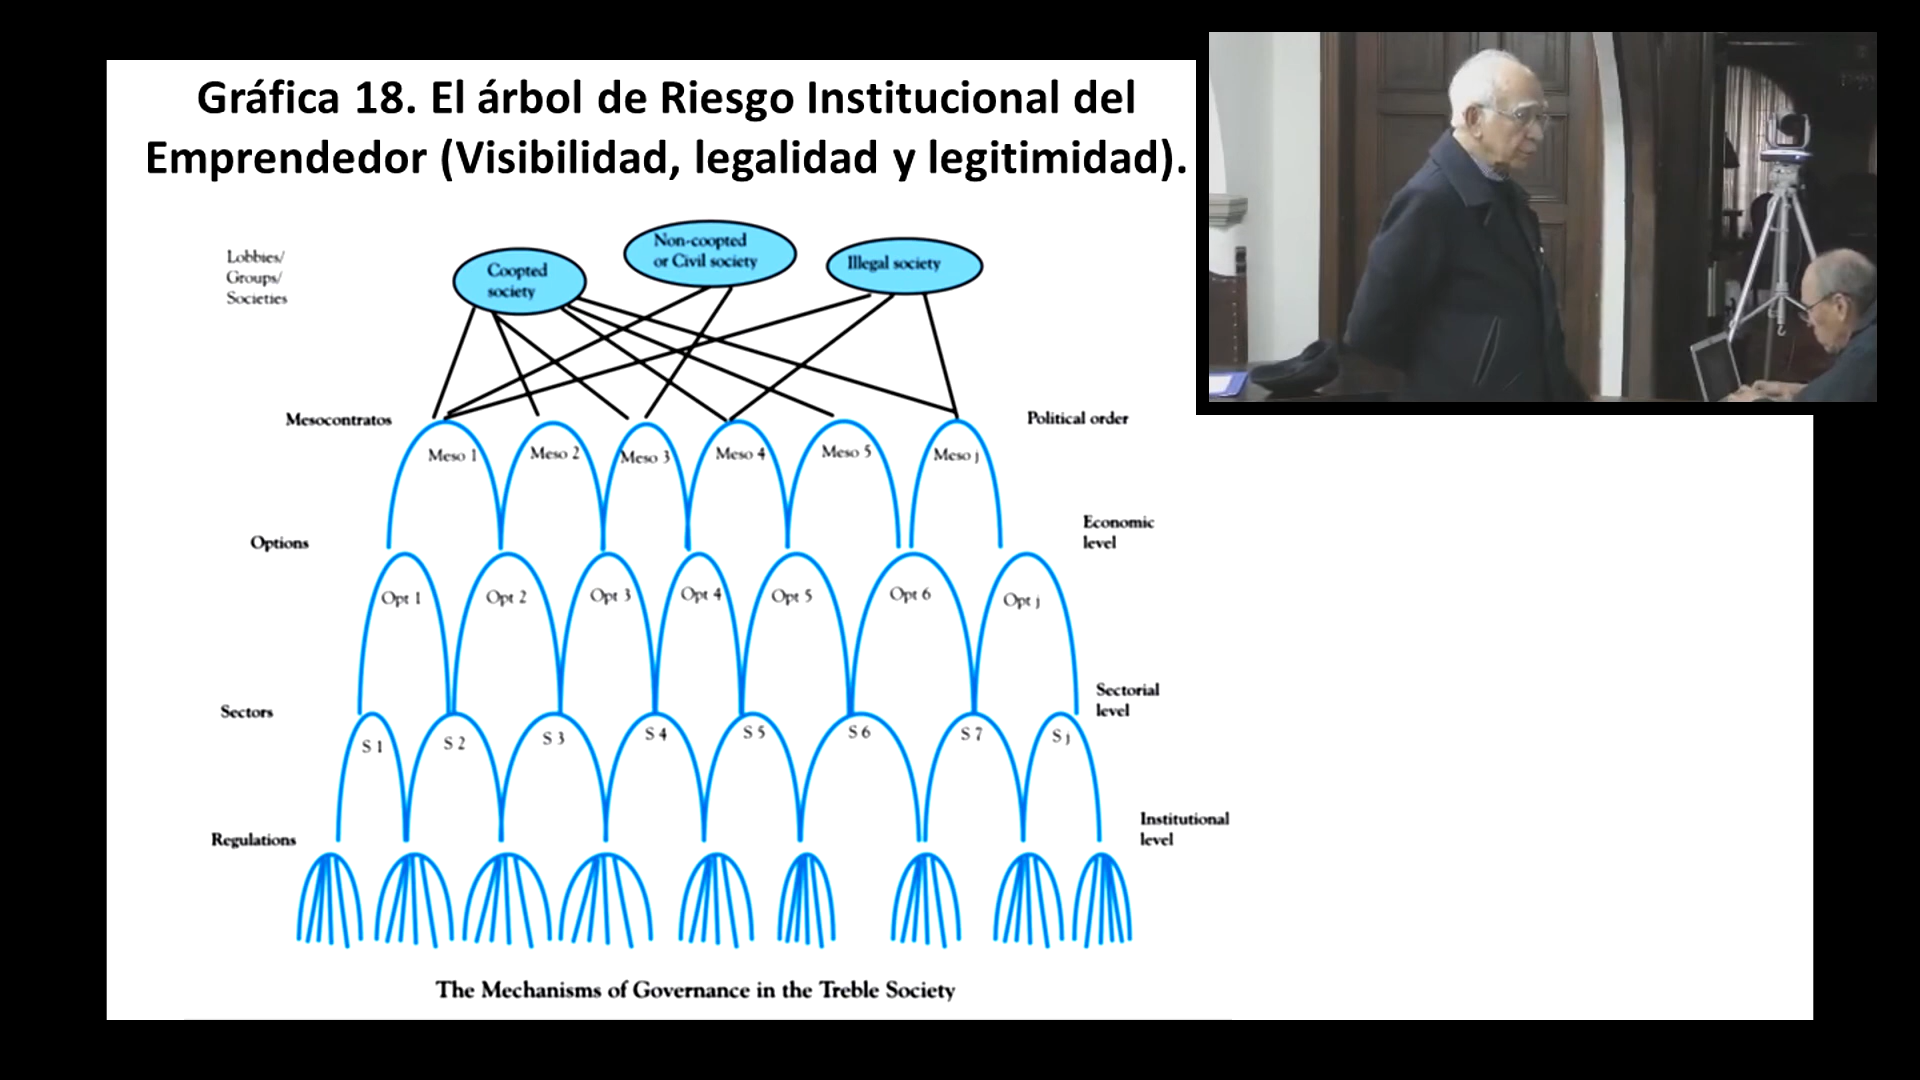 Gráfica 18. El árbol de Riesgo Institucional del
Emprendedor (Visibilidad, legalidad y legitimidad).
Lobbies/
Groups/
Societies
Coopted
society
Non-coopted
or Civil society
Illegal society
Mesocontratos
Political order
Meso 1
Meso 2
Meso 3
Meso 4
Meso 5
Meso j
Options
Economic
level
Opt 1
Opt 2
Opt 3
Opt 4
Opt 5
Opt 6
Opt j
Sectors
Sectorial
level
S 1
S 2
S 3
S 4
S 5
S 6
S 7
S j
Regulations
Institutional
level
The Mechanisms of Governance in the Treble Society